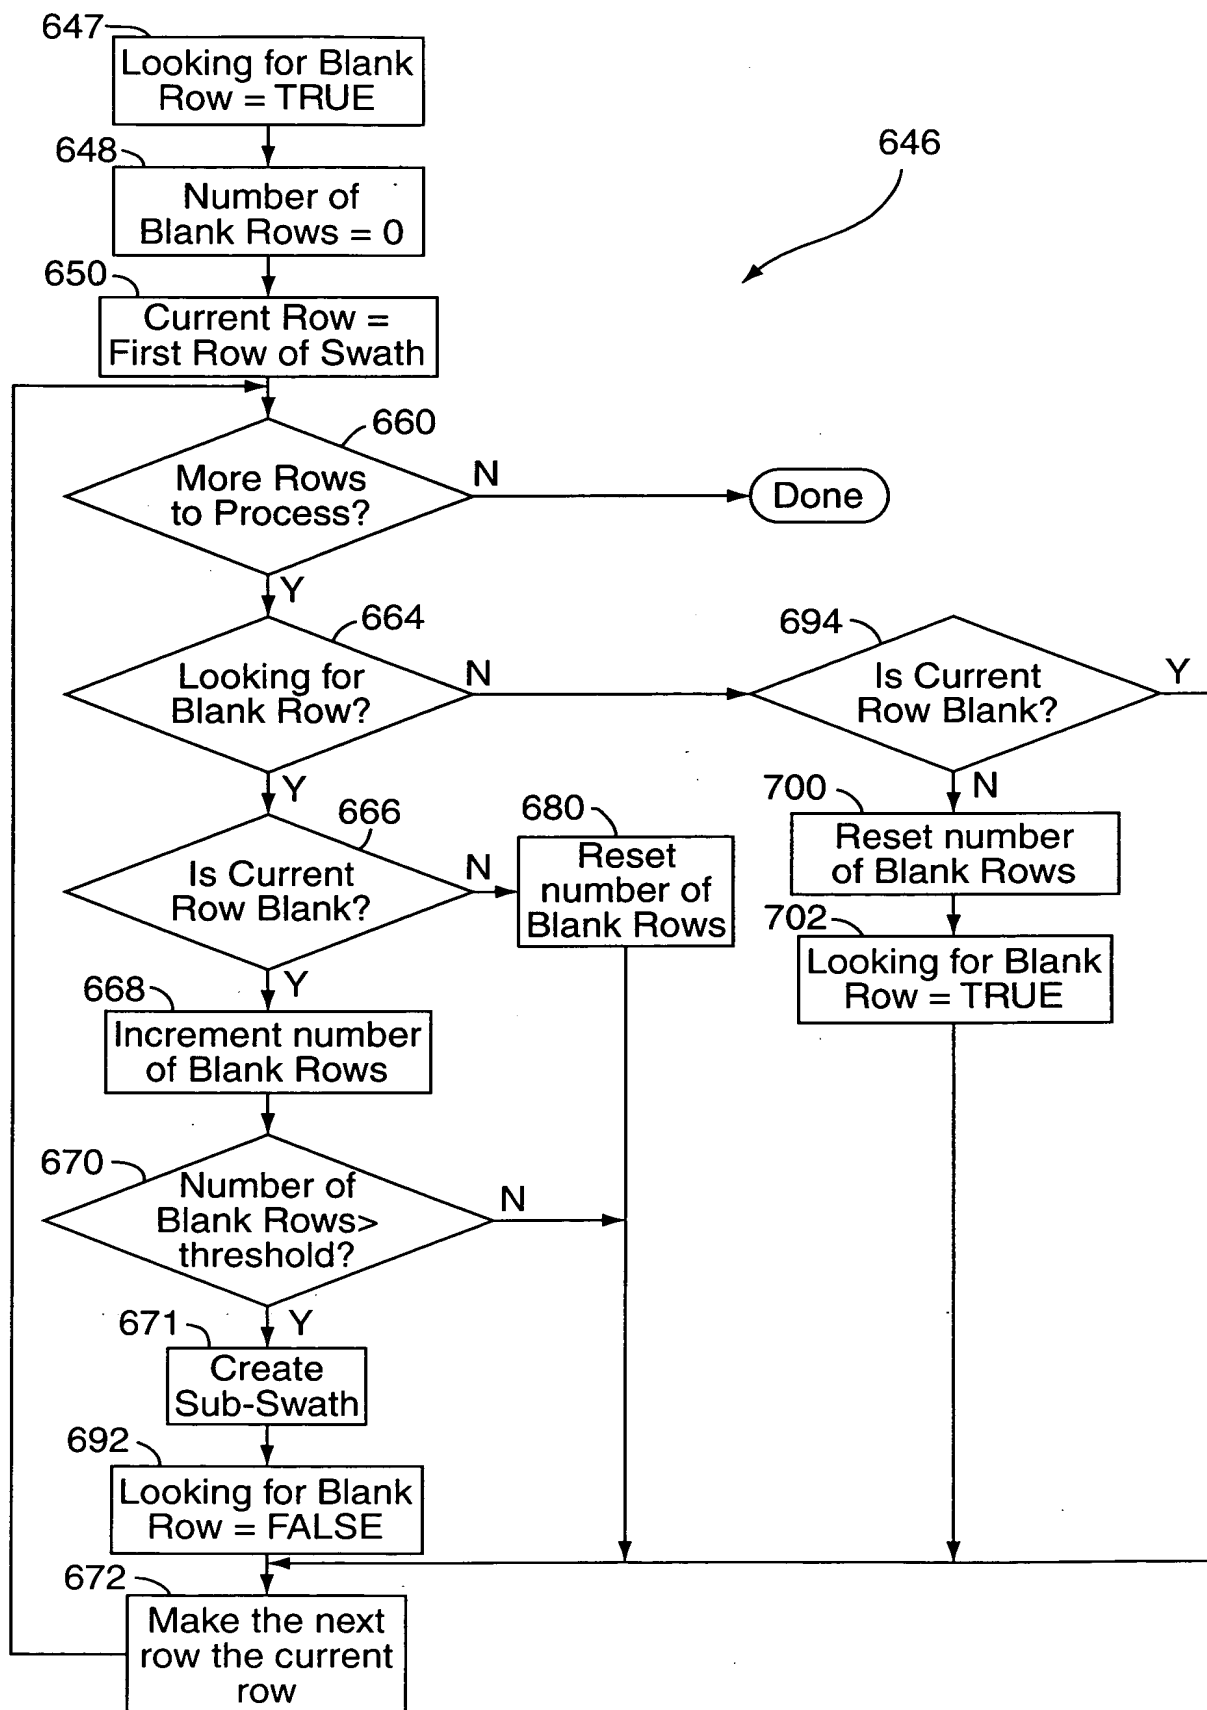 647
Looking for Blank
Row = TRUE
648
Number of
Blank Rows = 0
646
650
Current Row =
First Row of Swath
660
More Rows
to Process?
N
Done
Y
664
Looking for
Blank Row?
N
694
Is Current
Row Blank?
Y
Y
N
666
Is Current
Row Blank?
N
680
Reset
number of
Blank Rows
700
Reset number
of Blank Rows
702
Looking for Blank
Row = TRUE
Y
668
Increment number
of Blank Rows
670
Number of
Blank Rows>
threshold?
N
Y
671
Create
Sub-Swath
692
Looking for Blank
Row = FALSE
672
Make the next
row the current
row